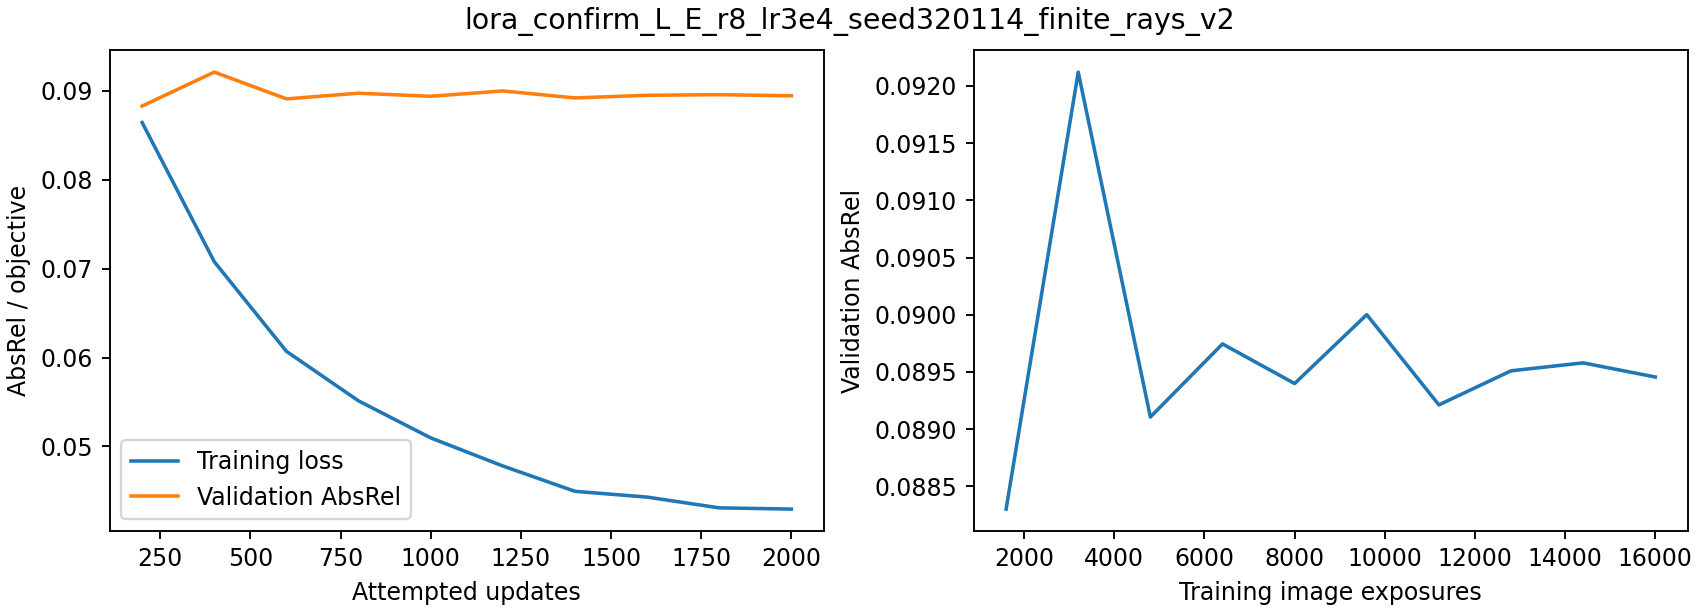 lora_confirm_L_E_r8_lr3e4_seed320114_finite_rays_v2
AbsRel / objective
0.09
0.08
0.07
0.06
0.05
Training loss
Validation AbsRel
250 500 750 1000 1250 1500 1750 2000
Attempted updates
Validation AbsRel
0.0920
0.0915
0.0910
0.0905
0.0900
0.0895
0.0890
0.0885
2000 4000 6000 8000 10000 12000 14000 16000
Training image exposures